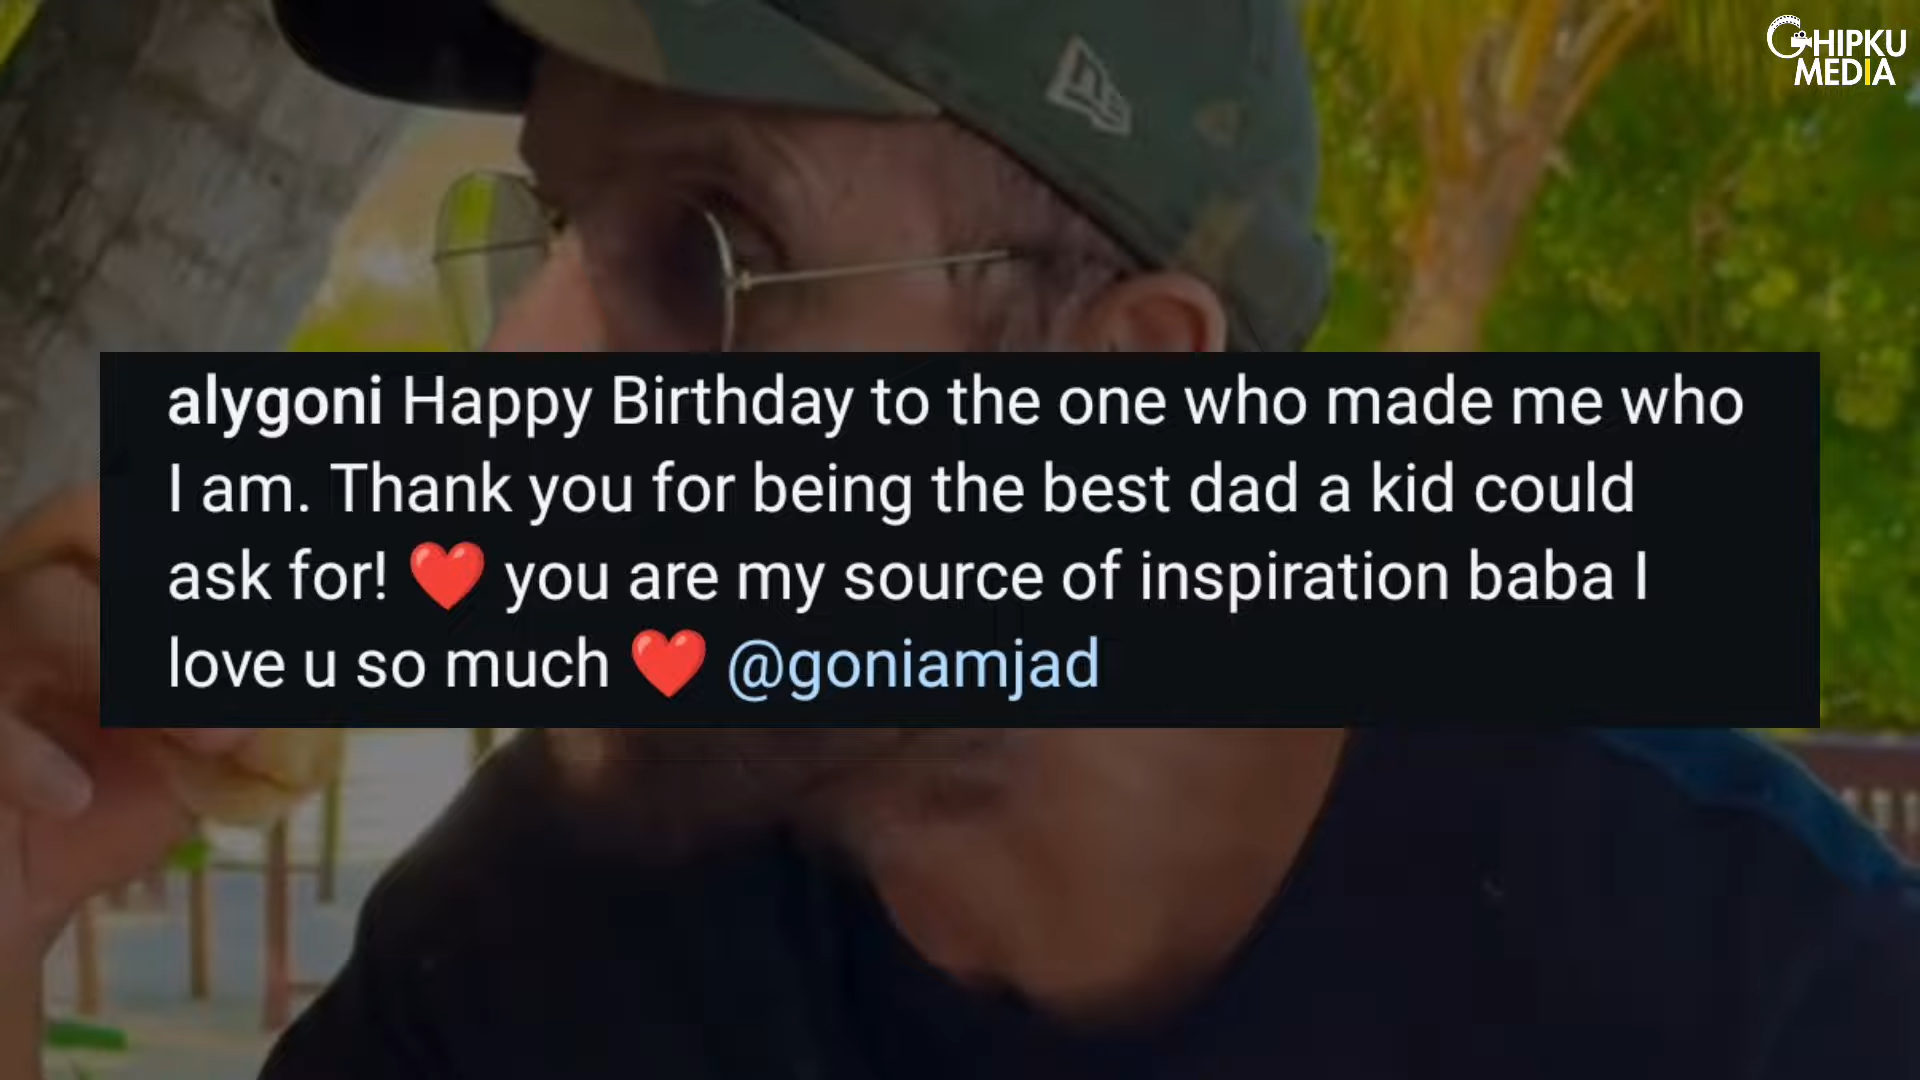 GHIPKU
MEDIA
alygoni Happy Birthday to the one who made me who
I am. Thank you for being the best dad a kid could
ask for! ❤️ you are my source of inspiration baba I
love u so much ❤️ @goniamjad